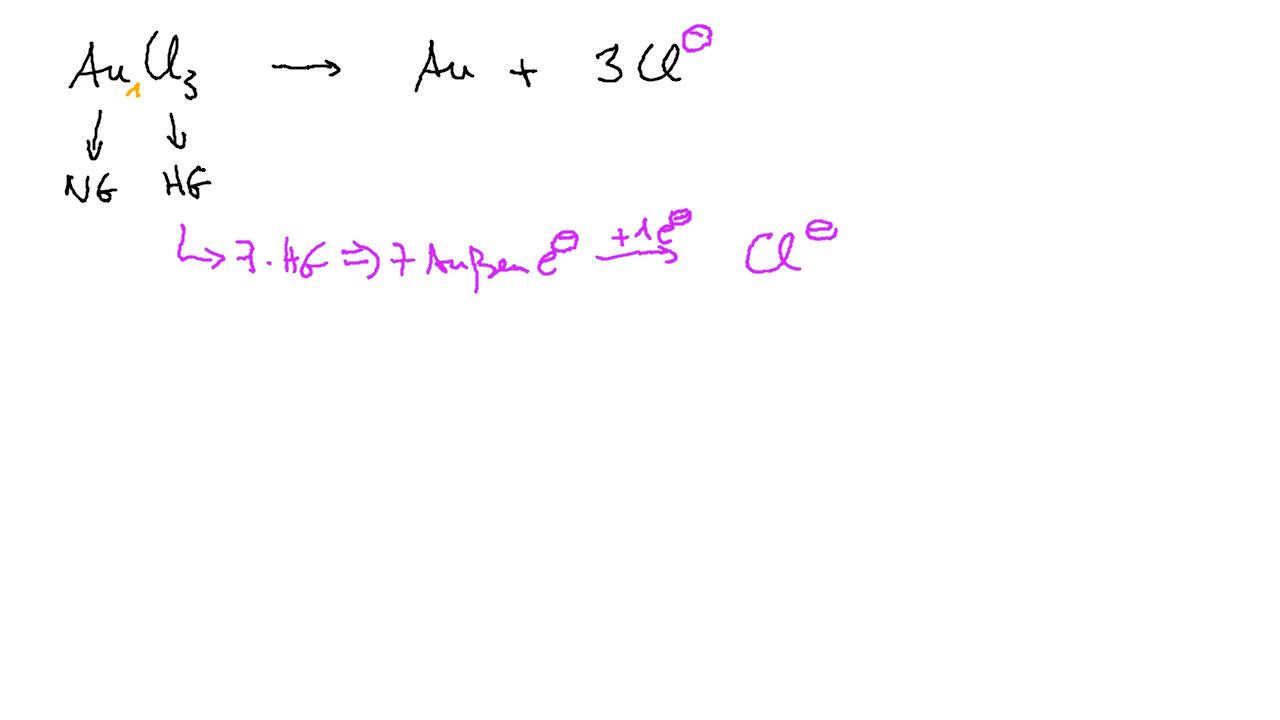 Au₁Cl₃ ⟶ Au + 3Cl⊖
↓ ↓
NG HG
↳ 7. HG ⇒ 7 Außen e⊖ +1e⊖ ⟶ Cl⊖